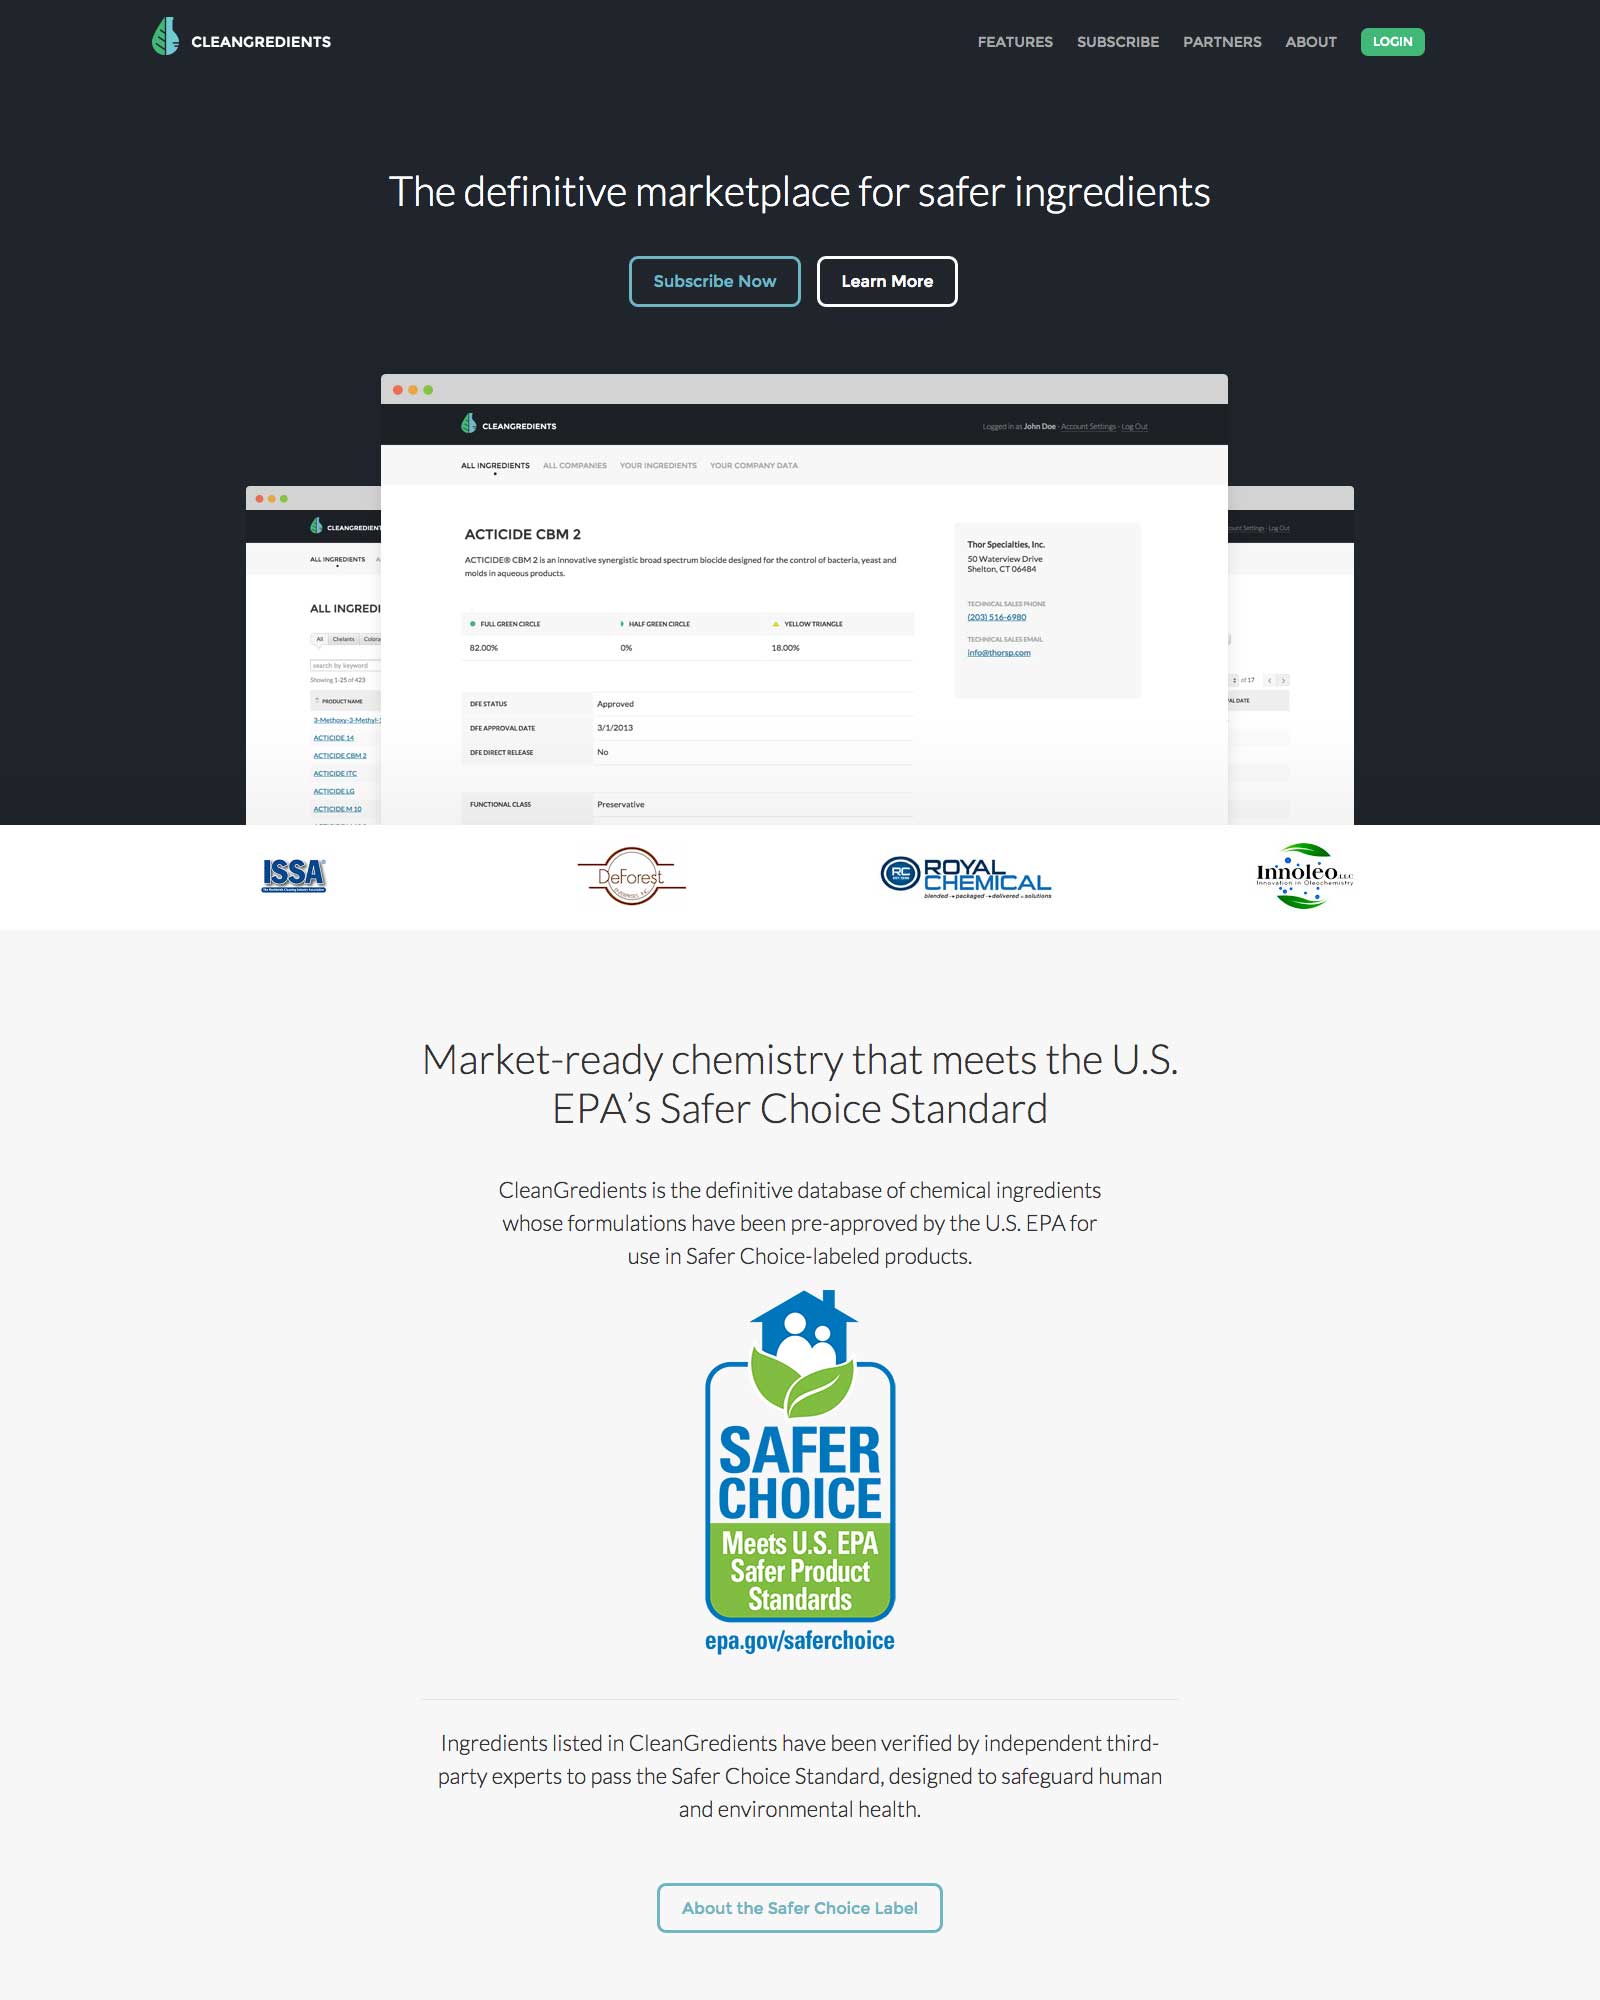 CLEANGREDIENTS
FEATURES SUBSCRIBE PARTNERS ABOUT LOGIN
The definitive marketplace for safer ingredients
Subscribe Now Learn More
CLEANGREDIENTS
Logged in as John Doe · Account Settings · Log Out
ALL INGREDIENTS ALL COMPANIES YOUR INGREDIENTS YOUR COMPANY DATA
ACTICIDE CBM 2
ACTICIDE® CBM 2 is an innovative synergistic broad spectrum biocide designed for the control of bacteria, yeast and
molds in aqueous products.
FULL GREEN CIRCLE HALF GREEN CIRCLE YELLOW TRIANGLE
82.00% 0% 18.00%
DFE STATUS Approved
DFE APPROVAL DATE 3/1/2013
DFE DIRECT RELEASE No
FUNCTIONAL CLASS Preservative
Thor Specialties, Inc.
50 Waterview Drive
Shelton, CT 06484
TECHNICAL SALES PHONE
(203) 516-6980
TECHNICAL SALES EMAIL
info@thorsp.com
CLEANGREDIENT
ALL INGREDIENTS A
ALL INGREDI
All Chelants Colora
search by keyword
Showing 1-25 of 423
PRODUCT NAME
3-Methoxy-3-Methyl-1
ACTICIDE 14
ACTICIDE CBM 2
ACTICIDE ITC
ACTICIDE LG
ACTICIDE M 10
ount Settings · Log Out
of 17
AL DATE
ISSA
The Worldwide Cleaning Industry Association
DeForest
ROYAL
RC
CHEMICAL
blended → packaged → delivered = solutions
Innoleo LLC
Innovation in Oleochemistry
Market-ready chemistry that meets the U.S.
EPA’s Safer Choice Standard
CleanGredients is the definitive database of chemical ingredients
whose formulations have been pre-approved by the U.S. EPA for
use in Safer Choice-labeled products.
SAFER
CHOICE
Meets U.S. EPA
Safer Product
Standards
epa.gov/saferchoice
Ingredients listed in CleanGredients have been verified by independent third-
party experts to pass the Safer Choice Standard, designed to safeguard human
and environmental health.
About the Safer Choice Label